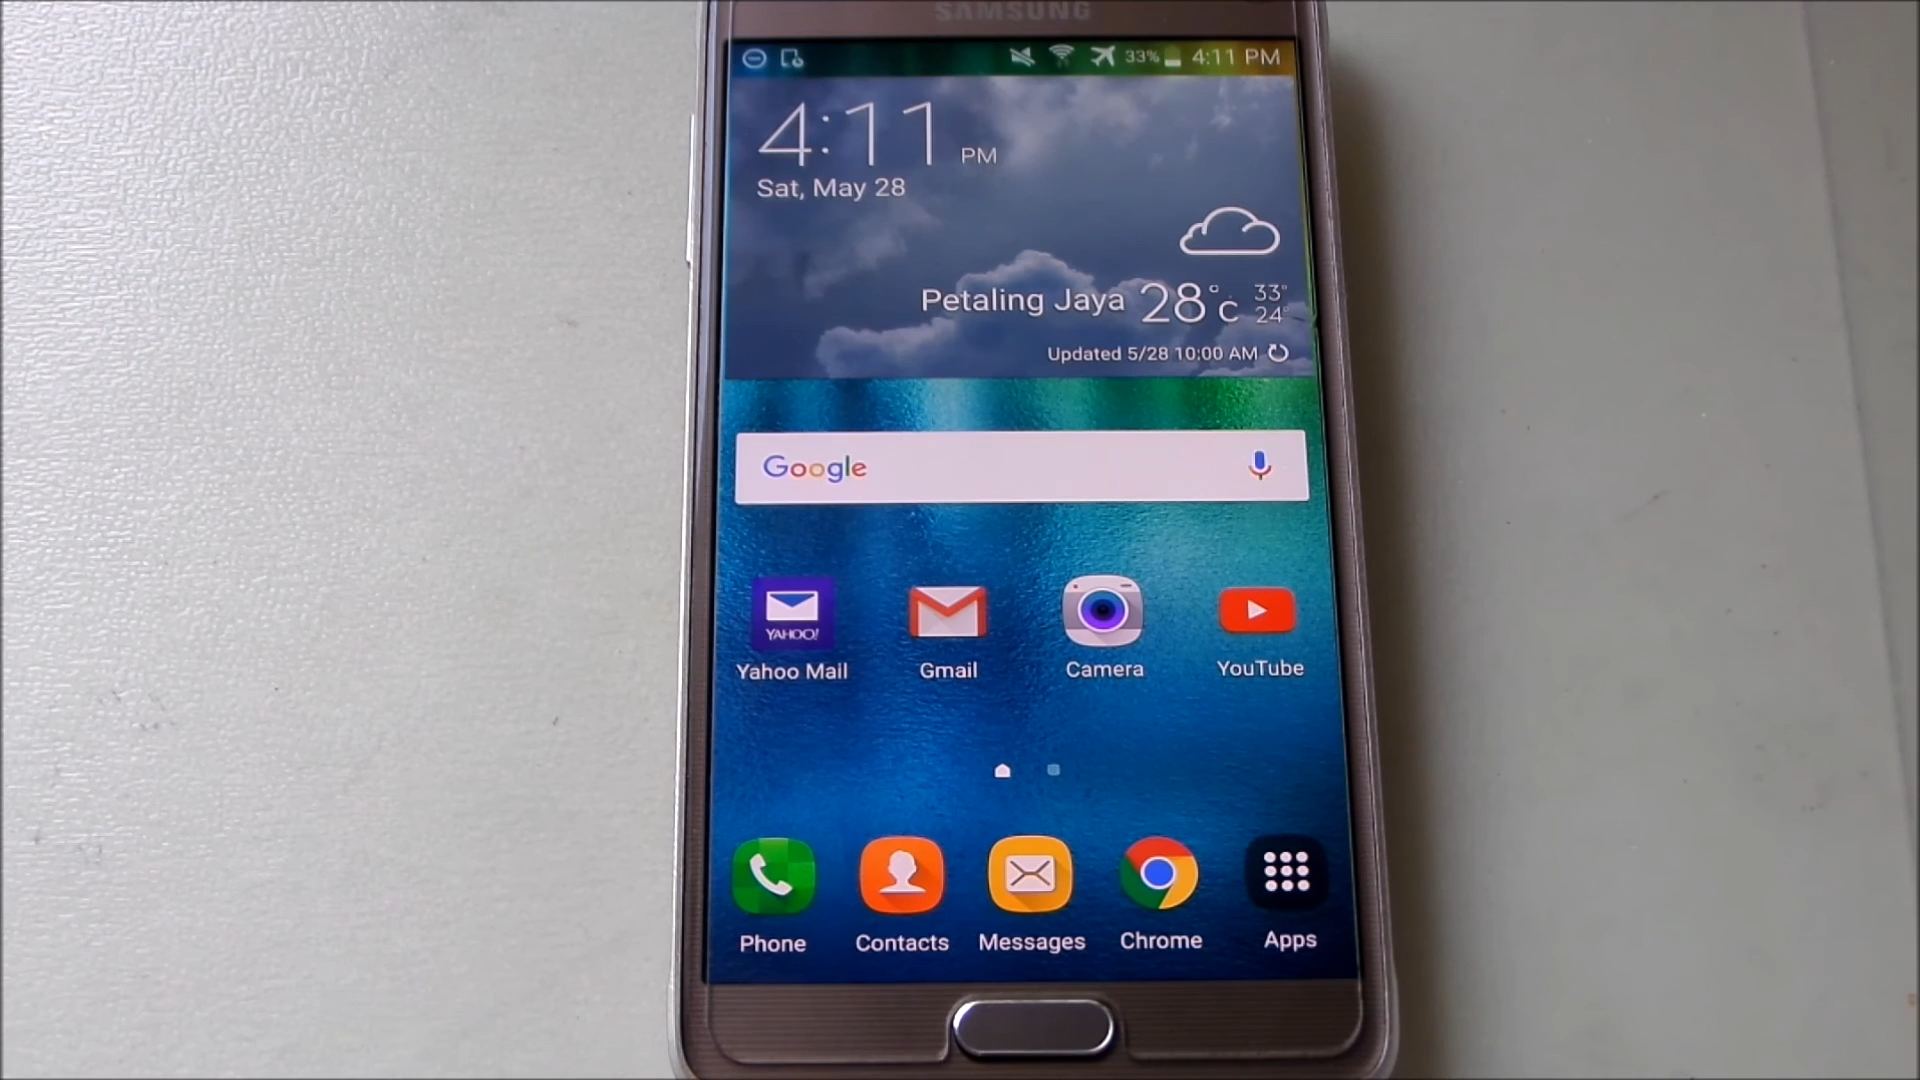 SAMSUNG
33% 4:11 PM
4:11 PM
Sat, May 28
Petaling Jaya 28°C 33° 24°
Updated 5/28 10:00 AM
Google
YAHOO!
Yahoo Mail Gmail Camera YouTube
Phone Contacts Messages Chrome Apps